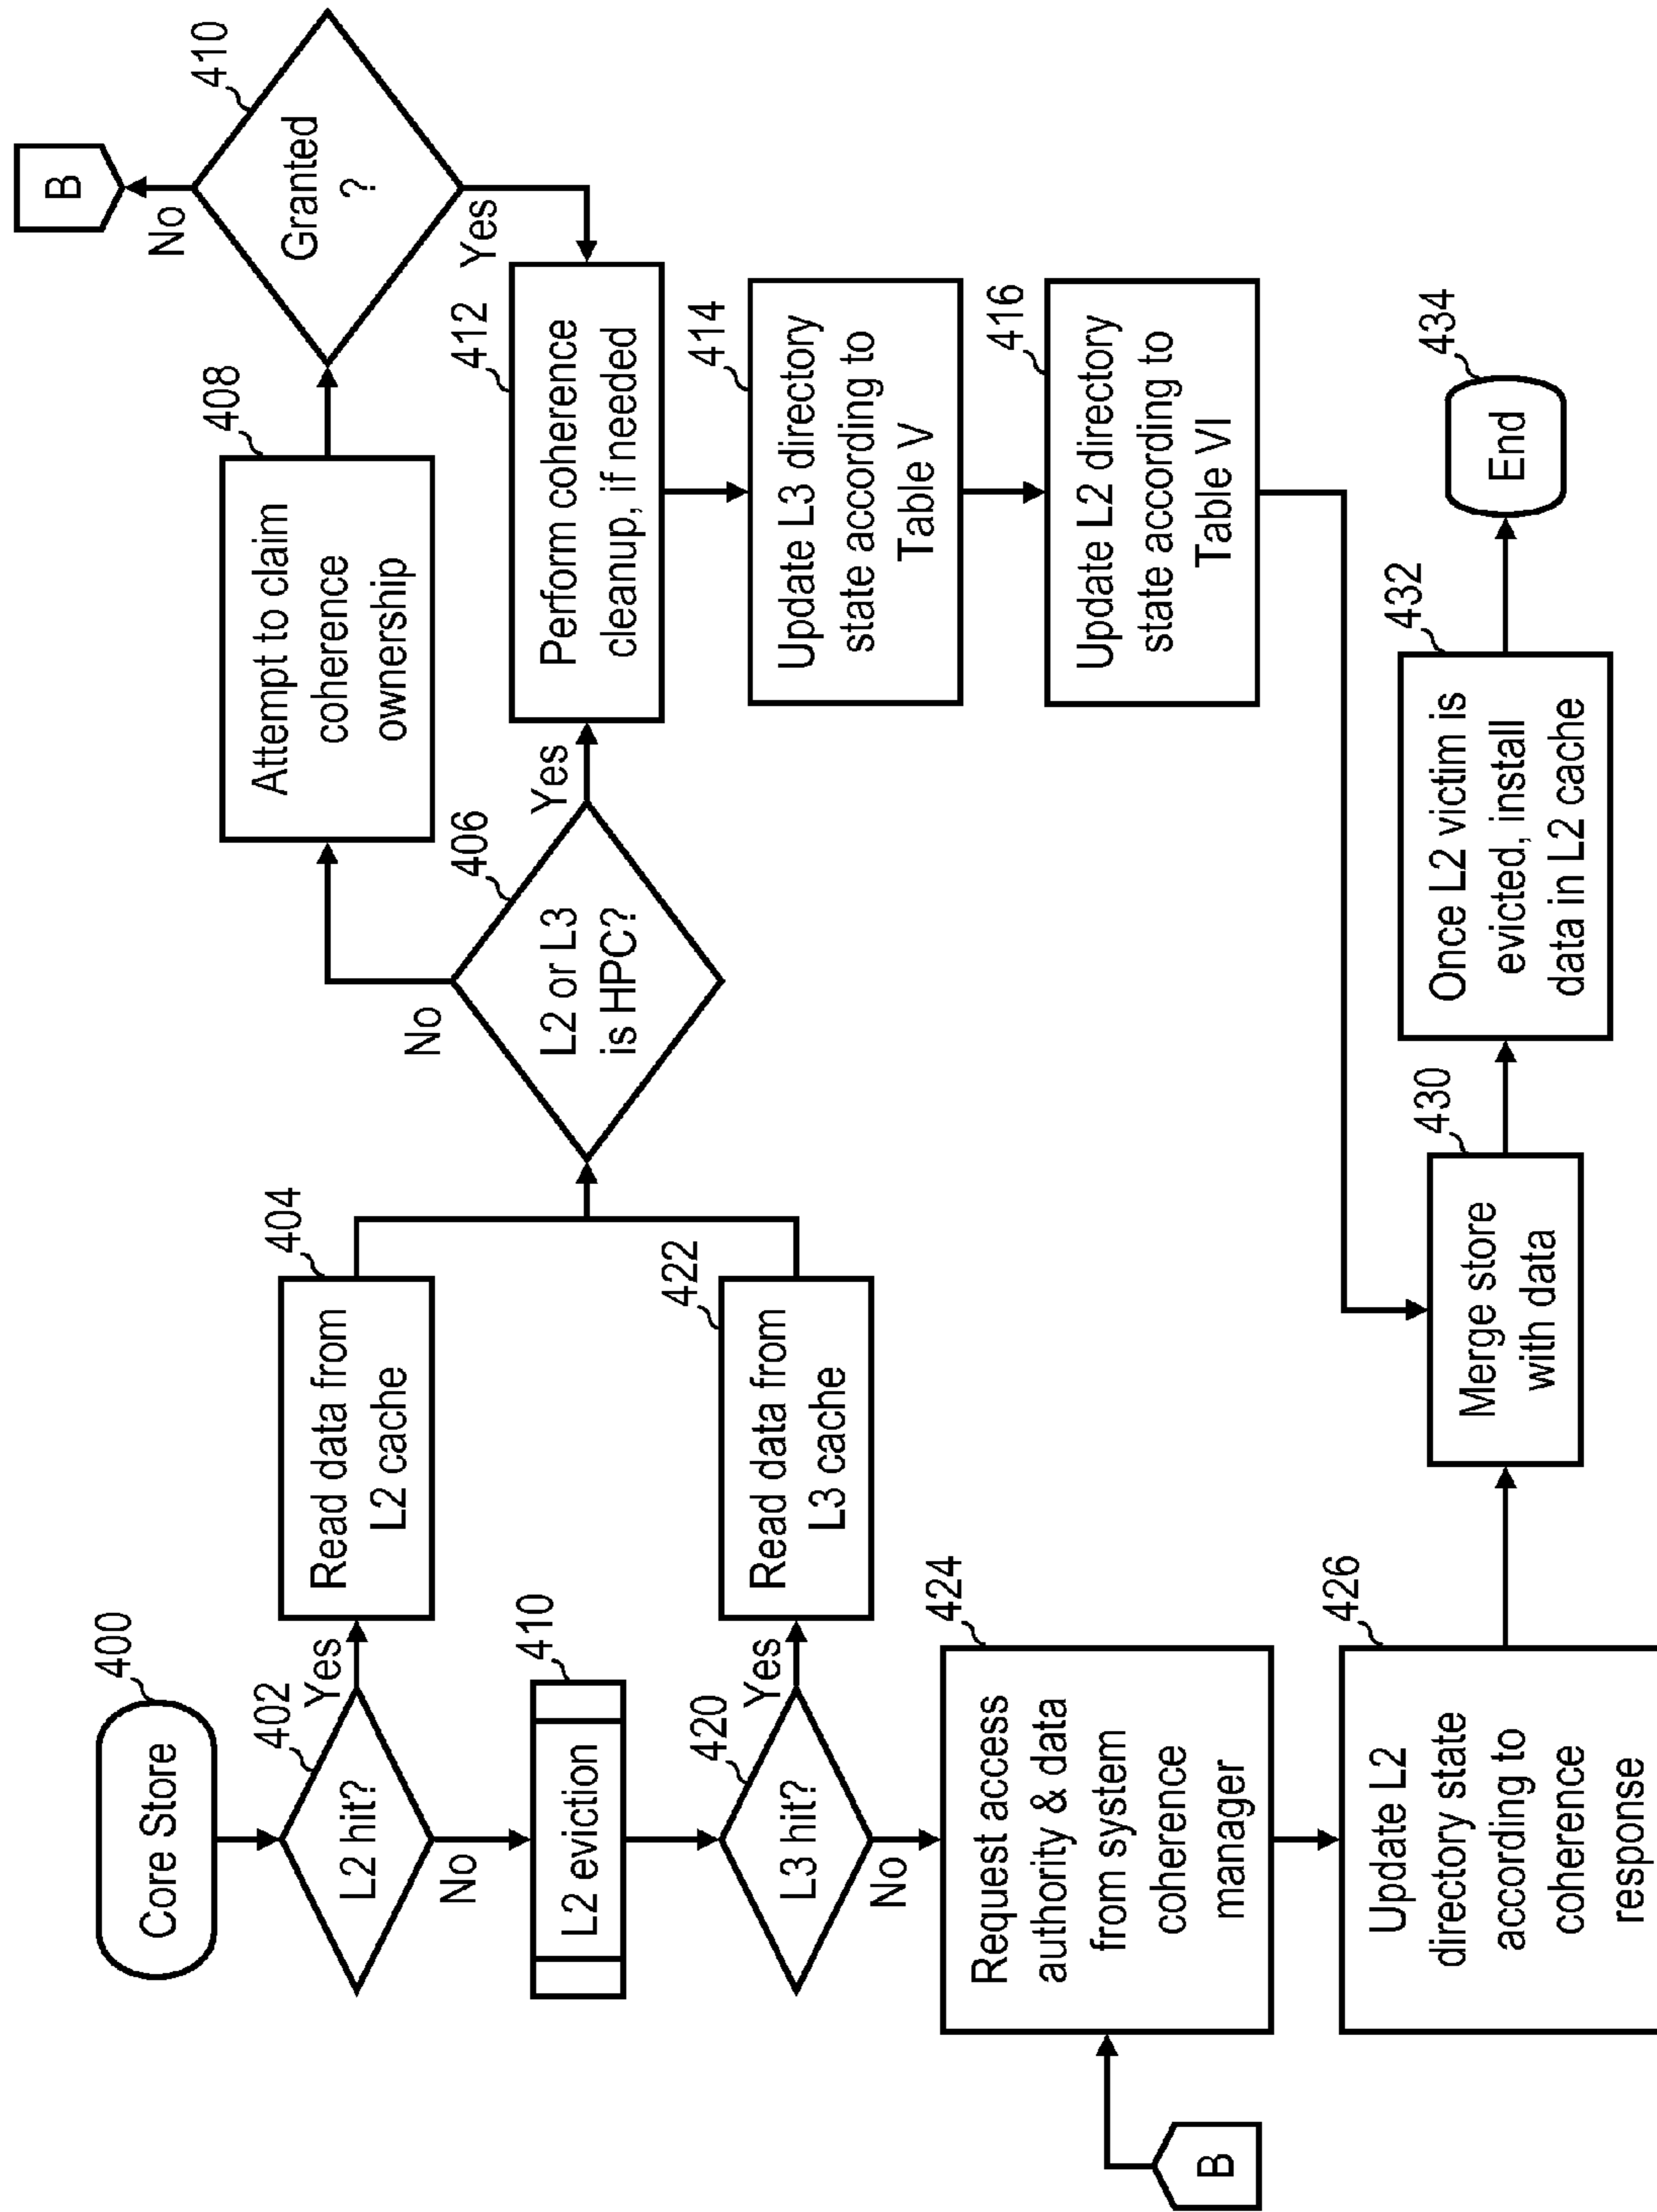 400
Core Store
402
L2 hit?
Yes
No
404
Read data from
L2 cache
410
L2 eviction
420
L3 hit?
Yes
No
422
Read data from
L3 cache
406
L2 or L3
is HPC?
No
Yes
408
Attempt to claim
coherence
ownership
410
Granted
?
No
B
Yes
412
Perform coherence
cleanup, if needed
414
Update L3 directory
state according to
Table V
416
Update L2 directory
state according to
Table VI
B
424
Request access
authority & data
from system
coherence
manager
426
Update L2
directory state
according to
coherence
response
430
Merge store
with data
432
Once L2 victim is
evicted, install
data in L2 cache
434
End